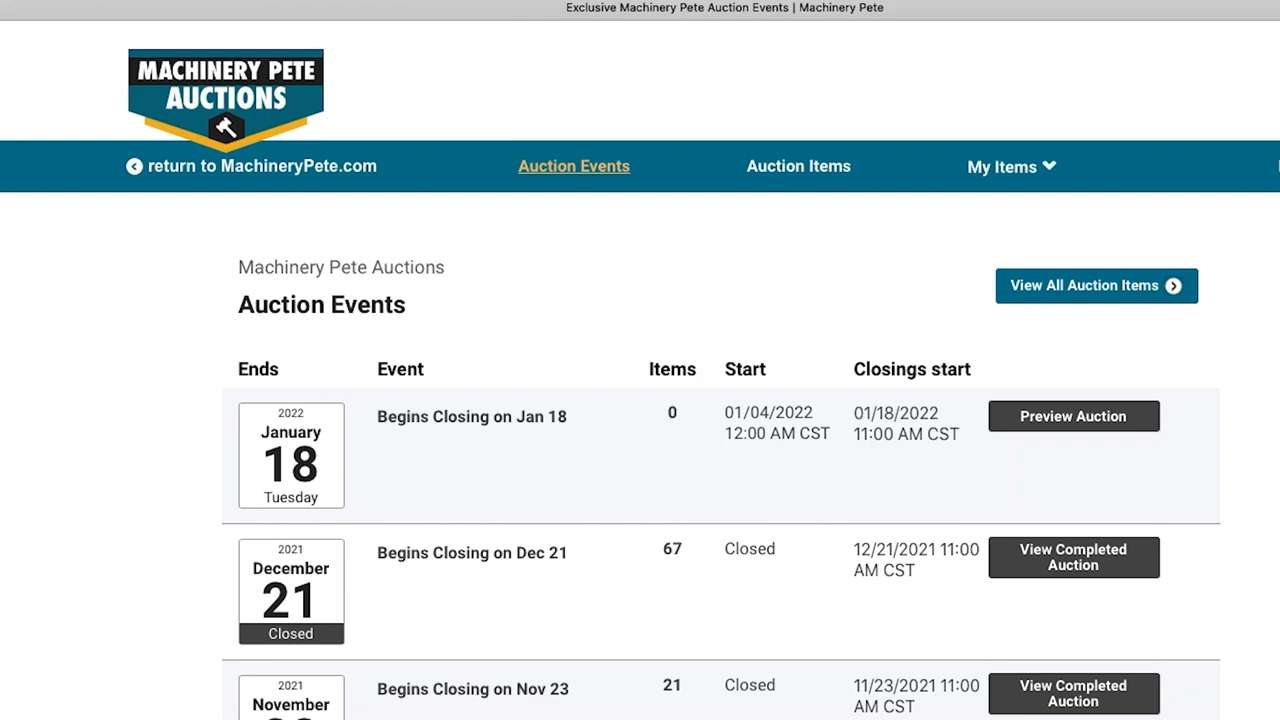 Exclusive Machinery Pete Auction Events | Machinery Pete
MACHINERY PETE
AUCTIONS
return to MachineryPete.com
Auction Events
Auction Items
My Items
Machinery Pete Auctions
Auction Events
View All Auction Items
Ends Event Items Start Closings start
2022
January
18
Tuesday
Begins Closing on Jan 18
0
01/04/2022
12:00 AM CST
01/18/2022
11:00 AM CST
Preview Auction
2021
December
21
Closed
Begins Closing on Dec 21
67
Closed
12/21/2021 11:00
AM CST
View Completed
Auction
2021
November
Begins Closing on Nov 23
21
Closed
11/23/2021 11:00
AM CST
View Completed
Auction